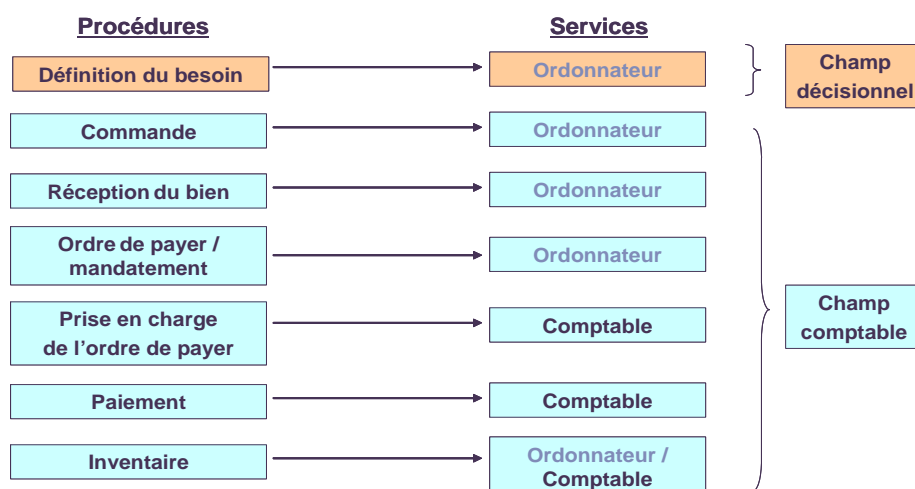 Procédures
Services
Définition du besoin
Ordonnateur
Champ
décisionnel
Commande
Ordonnateur
Réception du bien
Ordonnateur
Ordre de payer /
mandatement
Ordonnateur
Prise en charge
de l’ordre de payer
Comptable
Champ
comptable
Paiement
Comptable
Inventaire
Ordonnateur /
Comptable